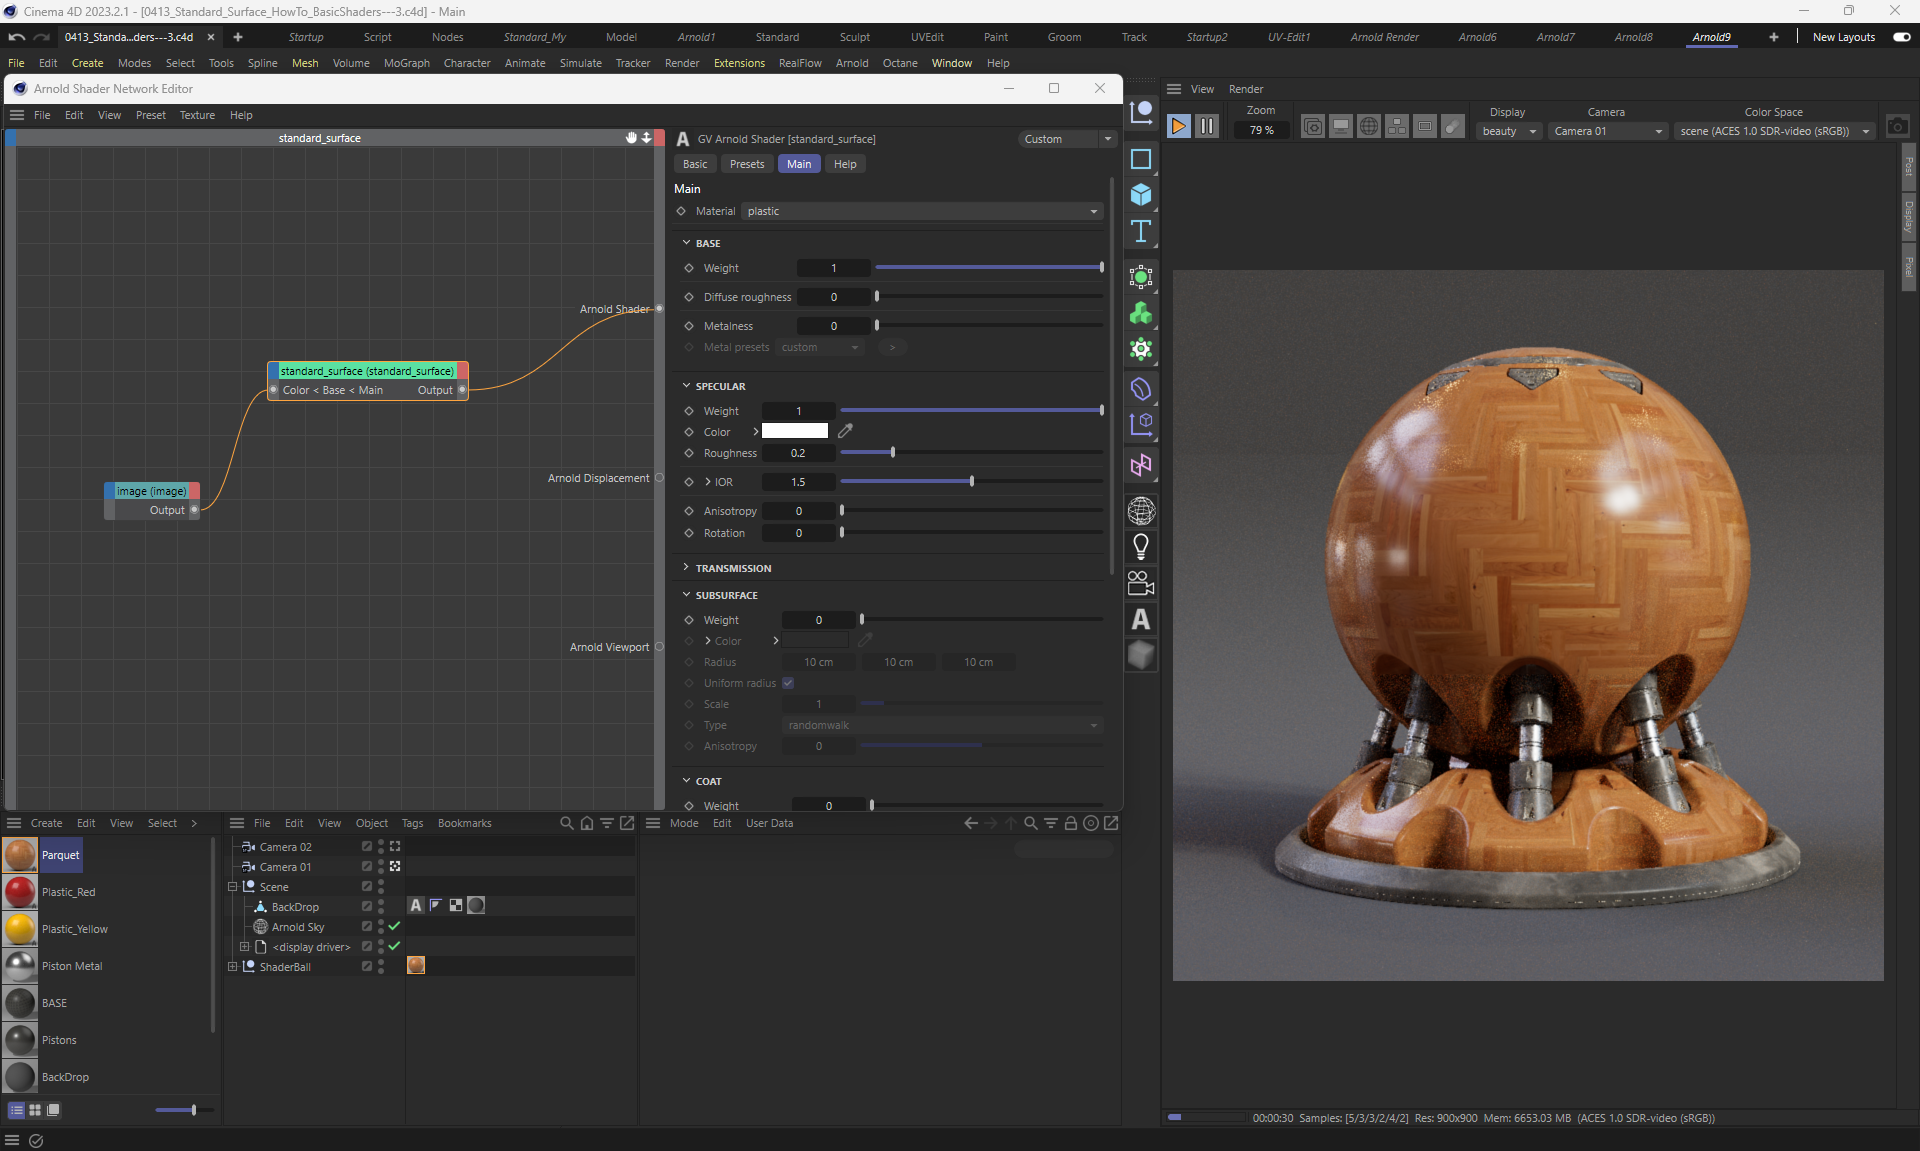 Cinema 4D 2023.2.1 - [0413_Standard_Surface_HowTo_BasicShaders---3.c4d] - Main
0413_Standa...ders---3.c4d × + Startup Script Nodes Standard_My Model Arnold1 Standard Sculpt UVEdit Paint Groom Track Startup2 UV-Edit1 Arnold Render Arnold6 Arnold7 Arnold8 Arnold9 + New Layouts
File Edit Create Modes Select Tools Spline Mesh Volume MoGraph Character Animate Simulate Tracker Render Extensions RealFlow Arnold Octane Window Help
Arnold Shader Network Editor
File Edit View Preset Texture Help
standard_surface
Arnold Shader
standard_surface (standard_surface)
Color < Base < Main Output
Arnold Displacement
image (image)
Output
Arnold Viewport
GV Arnold Shader [standard_surface] Custom
Basic Presets Main Help
Main
Material plastic
BASE
Weight 1
Diffuse roughness 0
Metalness 0
Metal presets custom >
SPECULAR
Weight 1
Color
Roughness 0.2
IOR 1.5
Anisotropy 0
Rotation 0
TRANSMISSION
SUBSURFACE
Weight 0
Color
Radius 10 cm 10 cm 10 cm
Uniform radius
Scale 1
Type randomwalk
Anisotropy 0
COAT
Weight 0
View Render
Zoom
79 %
Display
beauty
Camera
Camera 01
Color Space
scene (ACES 1.0 SDR-video (sRGB))
Post
Display
Pixel
00:00:30 Samples: [5/3/3/2/4/2] Res: 900x900 Mem: 6653.03 MB (ACES 1.0 SDR-video (sRGB))
Create Edit View Select >
Parquet
Plastic_Red
Plastic_Yellow
Piston Metal
BASE
Pistons
BackDrop
File Edit View Object Tags Bookmarks
Camera 02
Camera 01
Scene
BackDrop
Arnold Sky
<display driver>
ShaderBall
Mode Edit User Data